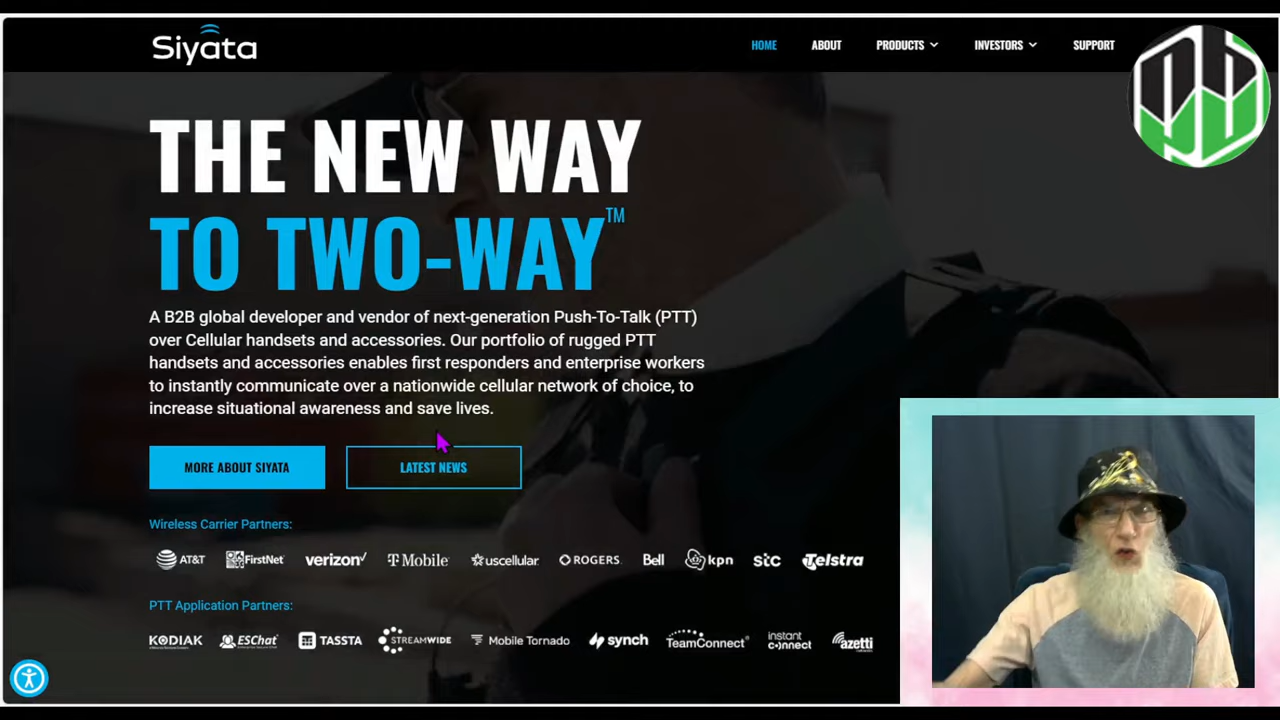 Siyata
HOME ABOUT PRODUCTS INVESTORS SUPPORT
THE NEW WAY
TO TWO-WAY™
A B2B global developer and vendor of next-generation Push-To-Talk (PTT)
over Cellular handsets and accessories. Our portfolio of rugged PTT
handsets and accessories enables first responders and enterprise workers
to instantly communicate over a nationwide cellular network of choice, to
increase situational awareness and save lives.
MORE ABOUT SIYATA LATEST NEWS
Wireless Carrier Partners:
AT&T FirstNet verizon T Mobile uscellular ROGERS Bell kpn stc Telstra
PTT Application Partners:
KODIAK ESChat TASSTA STREAMWIDE Mobile Tornado synch TeamConnect instant connect azetti